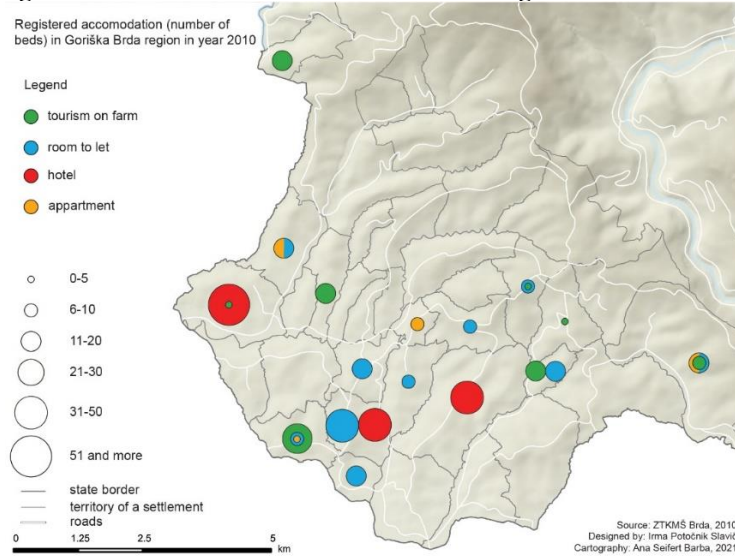 Registered accomodation (number of
beds) in Goriška Brda region in year 2010
Legend
tourism on farm
room to let
hotel
appartment
0-5
6-10
11-20
21-30
31-50
51 and more
state border
territory of a settlement
roads
0 1.25 2.5 5
km
Source: ZTKMŠ Brda, 2010
Designed by: Irma Potočnik Slavič
Cartography: Ana Seifert Barba, 2021